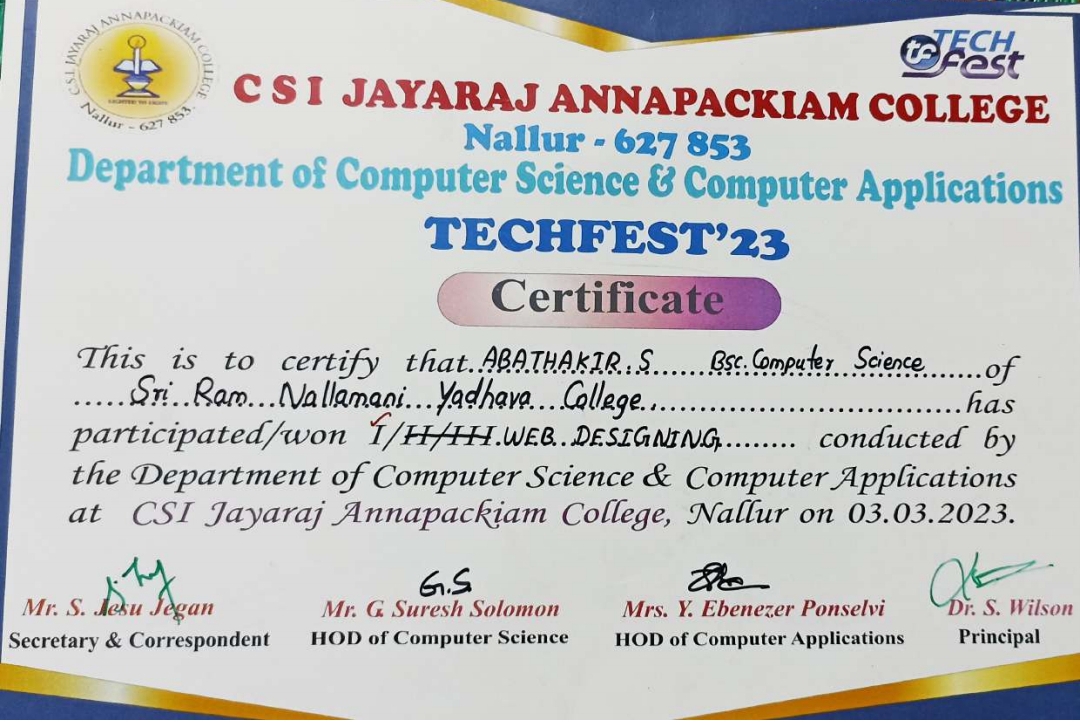 C.S.I. JAYARAJ ANNAPACKIAM COLLEGE
Nallur - 627 853
TECH
tf Fest
C S I JAYARAJ ANNAPACKIAM COLLEGE
Nallur - 627 853
Department of Computer Science & Computer Applications
TECHFEST'23
Certificate
This is to certify that..ABATHAKIR.S......Bsc.Computer Science.......of
.....Sri..Ram...Nallamani...Yadhava...College..................................has
participated/won I/II/III.WEB..DESIGNING......... conducted by
the Department of Computer Science & Computer Applications
at CSI Jayaraj Annapackiam College, Nallur on 03.03.2023.
G.S
Mr. S. Jesu Jegan Mr. G. Suresh Solomon Mrs. Y. Ebenezer Ponselvi Dr. S. Wilson
Secretary & Correspondent HOD of Computer Science HOD of Computer Applications Principal